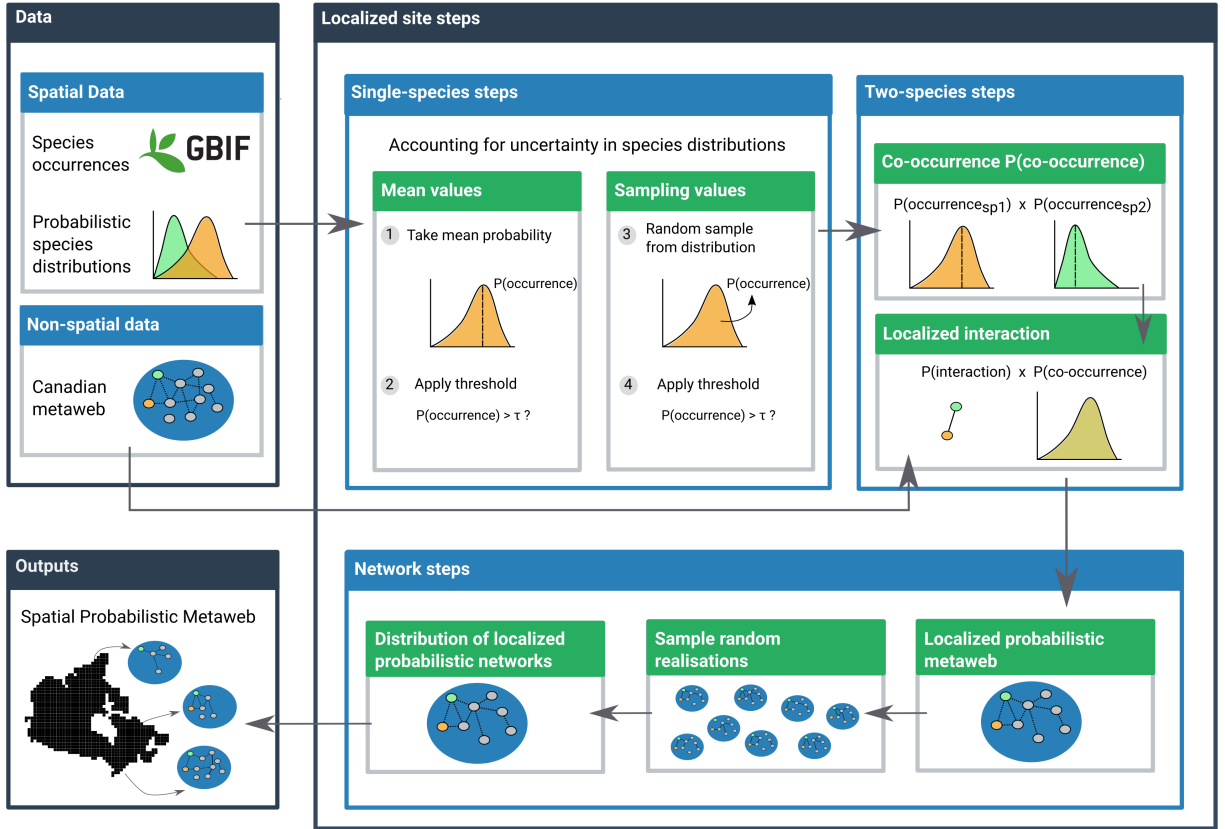 Data
Spatial Data
Species
occurrences
GBIF
Probabilistic
species
distributions
Non-spatial data
Canadian
metaweb
Localized site steps
Single-species steps
Accounting for uncertainty in species distributions
Mean values
1 Take mean probability
P(occurrence)
2 Apply threshold
P(occurrence) > τ ?
Sampling values
3 Random sample
from distribution
P(occurrence)
4 Apply threshold
P(occurrence) > τ ?
Two-species steps
Co-occurrence P(co-occurrence)
P(occurrencesp1) x P(occurrencesp2)
Localized interaction
P(interaction) x P(co-occurrence)
Network steps
Localized probabilistic
metaweb
Sample random
realisations
Distribution of localized
probabilistic networks
Outputs
Spatial Probabilistic Metaweb